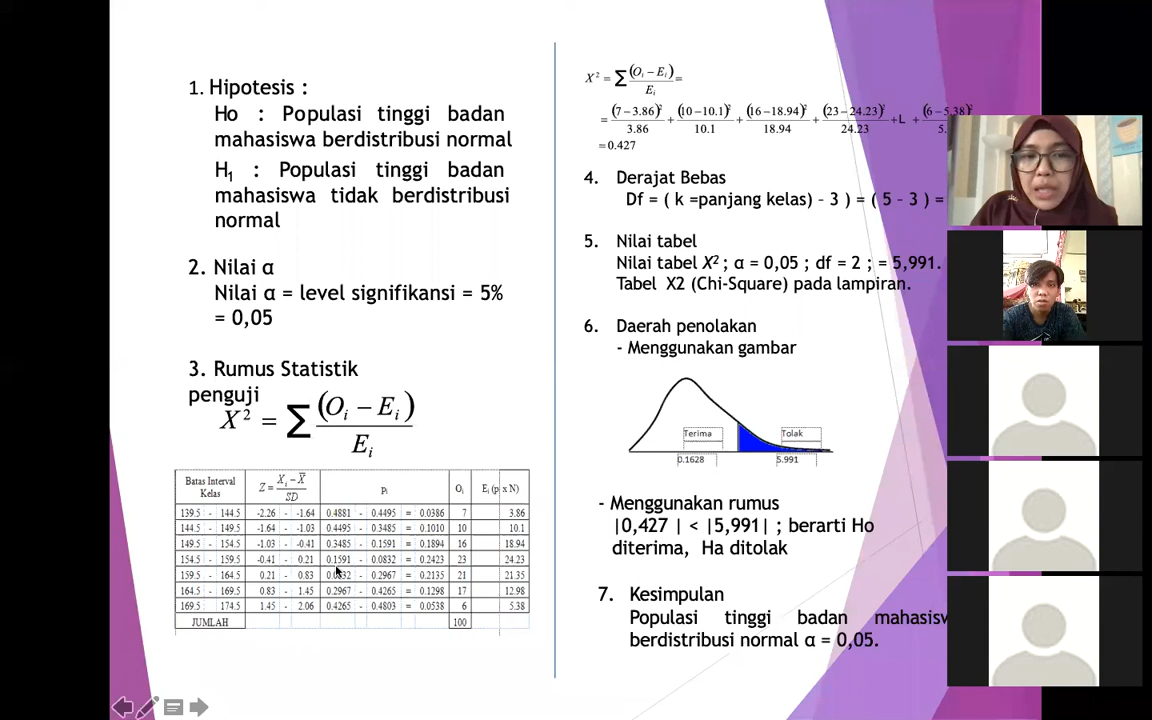 1. Hipotesis :
Ho : Populasi tinggi badan
mahasiswa berdistribusi normal
H1 : Populasi tinggi badan
mahasiswa tidak berdistribusi
normal
2. Nilai α
Nilai α = level signifikansi = 5%
= 0,05
3. Rumus Statistik
penguji
X² = ∑ (Oi – Ei) / Ei
Batas Interval Kelas Z = (Xi – X̅) / SD pi Oi Ei (p x N)
139.5 - 144.5 -2.26 - -1.64 0.4881 - 0.4495 = 0.0386 7 3.86
144.5 - 149.5 -1.64 - -1.03 0.4495 - 0.3485 = 0.1010 10 10.1
149.5 - 154.5 -1.03 - -0.41 0.3485 - 0.1591 = 0.1894 16 18.94
154.5 - 159.5 -0.41 - 0.21 0.1591 - 0.0832 = 0.2423 23 24.23
159.5 - 164.5 0.21 - 0.83 0.0832 - 0.2967 = 0.2135 21 21.35
164.5 - 169.5 0.83 - 1.45 0.2967 - 0.4265 = 0.1298 17 12.98
169.5 - 174.5 1.45 - 2.06 0.4265 - 0.4803 = 0.0538 6 5.38
JUMLAH 100
X² = ∑ (Oi – Ei) / Ei =
= (7 – 3.86)² / 3.86 + (10 – 10.1)² / 10.1 + (16 – 18.94)² / 18.94 + (23 – 24.23)² / 24.23 + L + (6 – 5.38)² / 5.
= 0.427
4. Derajat Bebas
Df = ( k =panjang kelas) – 3 ) = ( 5 – 3 ) =
5. Nilai tabel
Nilai tabel X² ; α = 0,05 ; df = 2 ; = 5,991.
Tabel X2 (Chi-Square) pada lampiran.
6. Daerah penolakan
- Menggunakan gambar
Terima Tolak
0.1628 5.991
- Menggunakan rumus
|0,427 | < |5,991| ; berarti Ho
diterima, Ha ditolak
7. Kesimpulan
Populasi tinggi badan mahasisw
berdistribusi normal α = 0,05.